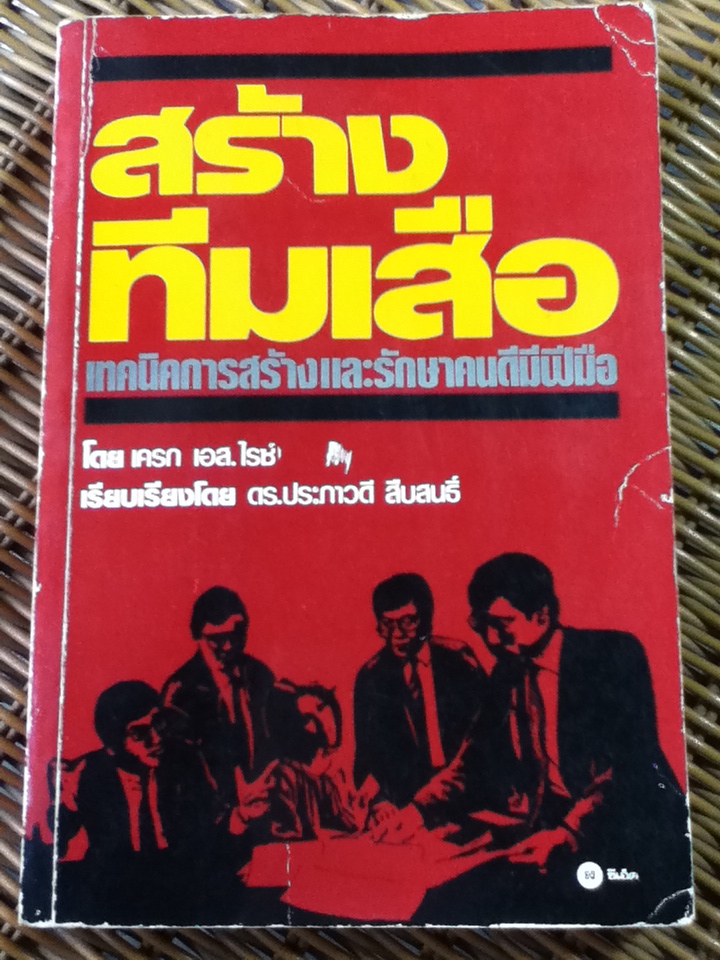 สร้าง
ทีมเสือ
เทคนิคการสร้างและรักษาคนดีมีฝีมือ
โดย เครก เอส.ไรซ์
เรียบเรียงโดย ดร.ประภาวดี สืบสนธิ์
ซีเอ็ด